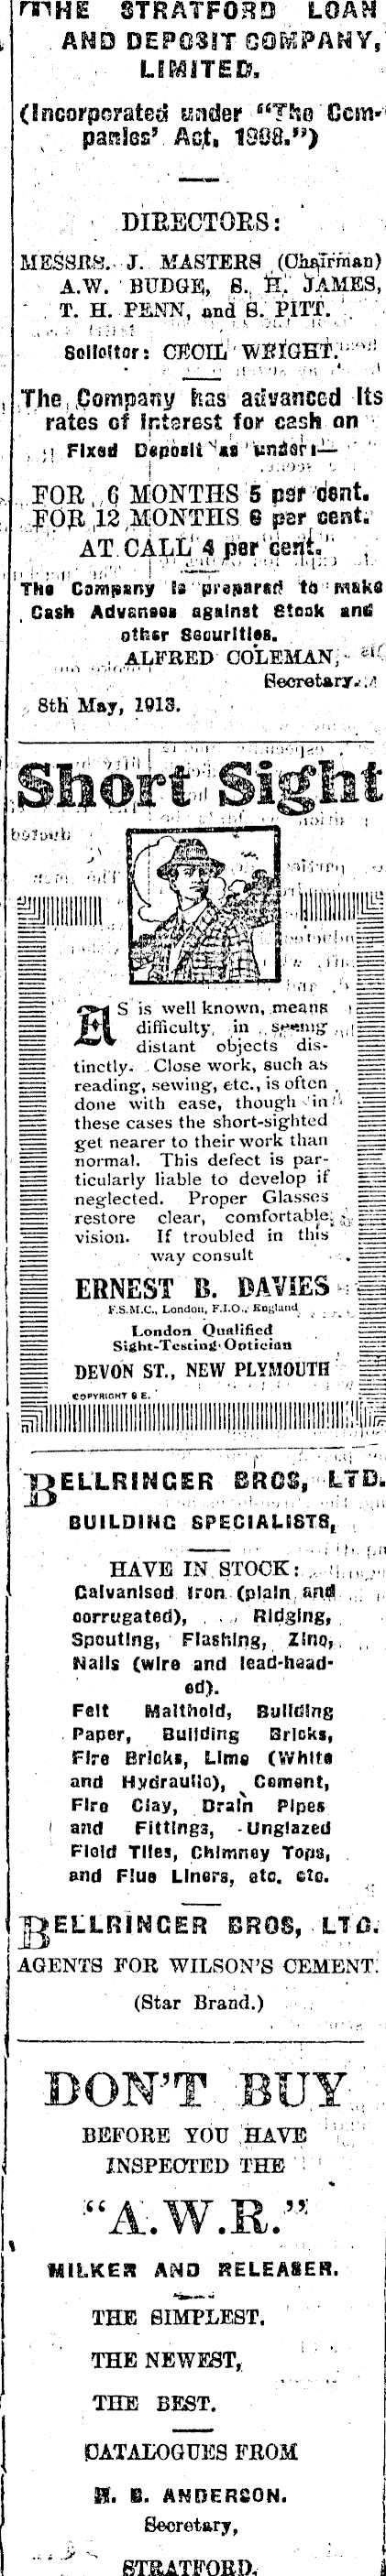 THE STRATFORD LOAN
AND DEPOSIT COMPANY,
LIMITED.
(Incorporated under "The Com-
panies' Act, 1908.")
DIRECTORS:
MESSRS. J. MASTERS (Chairman)
A.W. BUDGE, S. H. JAMES,
T. H. PENN, and S. PITT.
Solicitor: CECIL WRIGHT.
The Company has advanced its
rates of interest for cash on
Fixed Deposit as under:—
FOR 6 MONTHS 5 per cent.
FOR 12 MONTHS 6 per cent.
AT CALL 4 per cent.
The Company is prepared to make
Cash Advances against Stock and
other Securities.
ALFRED COLEMAN,
Secretary.
8th May, 1913.
Short Sight
AS is well known, means
difficulty in seeing
distant objects dis-
tinctly. Close work, such as
reading, sewing, etc., is often
done with ease, though in
these cases the short-sighted
get nearer to their work than
normal. This defect is par-
ticularly liable to develop if
neglected. Proper Glasses
restore clear, comfortable
vision. If troubled in this
way consult
ERNEST B. DAVIES
F.S.M.C., London, F.I.O., England
London Qualified
Sight-Testing Optician
DEVON ST., NEW PLYMOUTH
COPYRIGHT
BELLRINGER BROS, LTD.
BUILDING SPECIALISTS,
HAVE IN STOCK:
Galvanised Iron (plain and
corrugated), Ridging,
Spouting, Flashing, Zinc,
Nails (wire and lead-head-
ed).
Felt Malthoid, Building
Paper, Building Bricks,
Fire Bricks, Lime (White
and Hydraulic), Cement,
Fire Clay, Drain Pipes
and Fittings, Unglazed
Field Tiles, Chimney Tops,
and Flue Liners, etc. etc.
BELLRINGER BROS, LTD.
AGENTS FOR WILSON'S CEMENT.
(Star Brand.)
DON'T BUY
BEFORE YOU HAVE
INSPECTED THE
"A.W.R."
MILKER AND RELEASER.
THE SIMPLEST.
THE NEWEST,
THE BEST.
CATALOGUES FROM
ANDERSON.
Secretary,
STRATFORD.